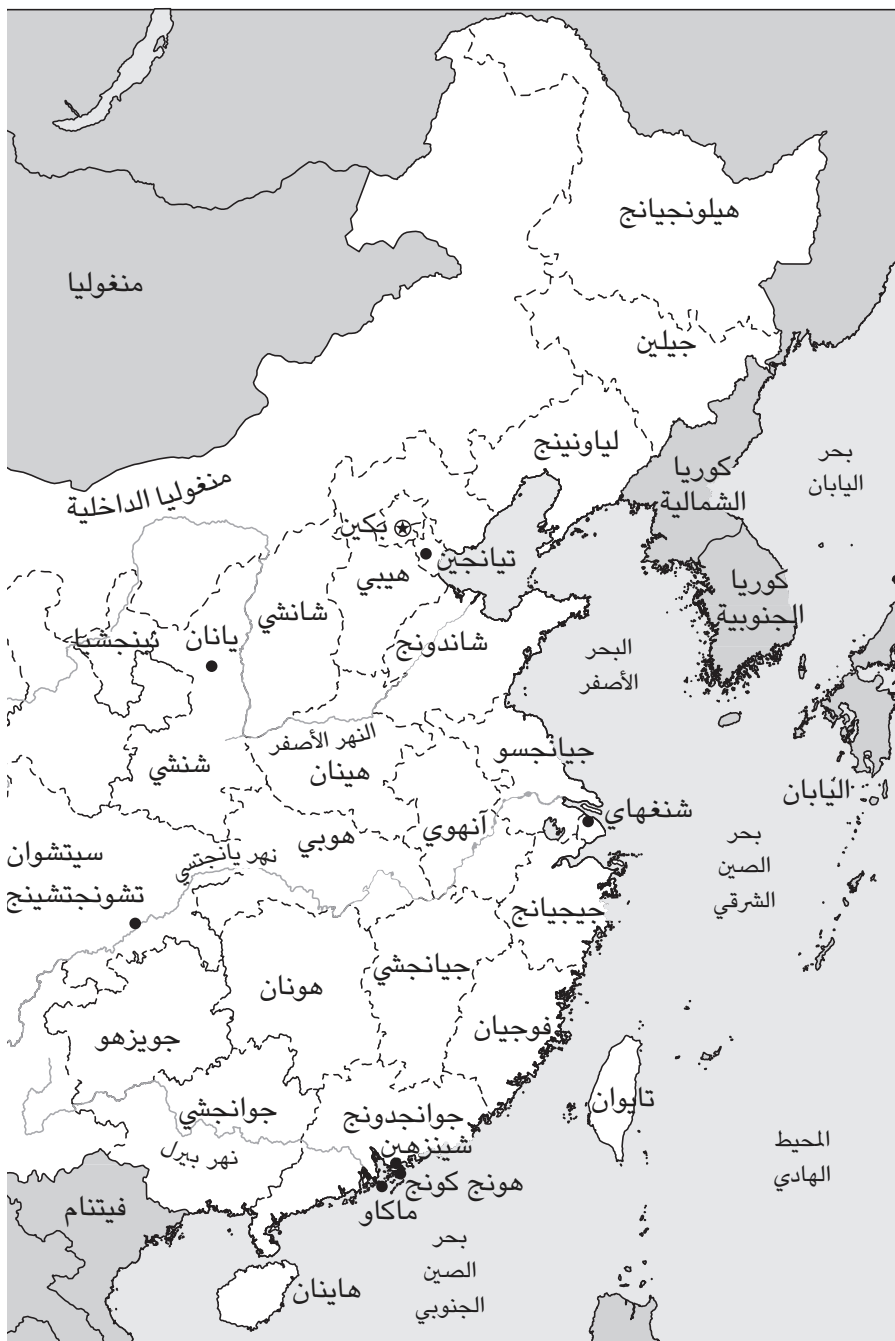 هيلونجيانج
منغوليا
جيلين
لياونينج
كوريا
الشمالية
بحر
اليابان
منغوليا الداخلية
بكين
تيانجين
هيبي
كوريا
الجنوبية
شانشي
يانان
نينجشيا
شاندونج
البحر
الأصفر
النهر الأصفر
جيانجسو
شنشي
هينان
اليابان
شنغهاي
آنهوي
هوبي
نهر يانجتسي
سيتشوان
تشونجتشينج
بحر
الصين
الشرقي
جيجيانج
جيانجشي
هونان
فوجيان
جويزهو
تايوان
جوانجشي
جوانجدونج
شينزهين
نهر بيرل
هونج كونج
ماكاو
المحيط
الهادي
فيتنام
بحر
الصين
الجنوبي
هاينان